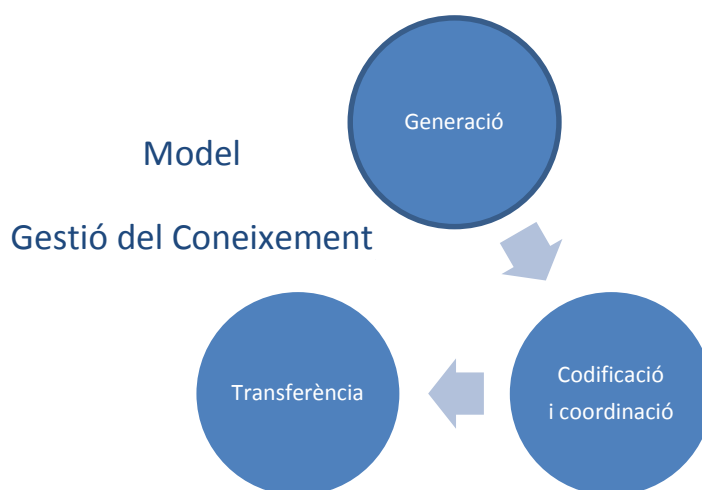 Generació
Model
Gestió del Coneixement
Transferència
Codificació
i coordinació